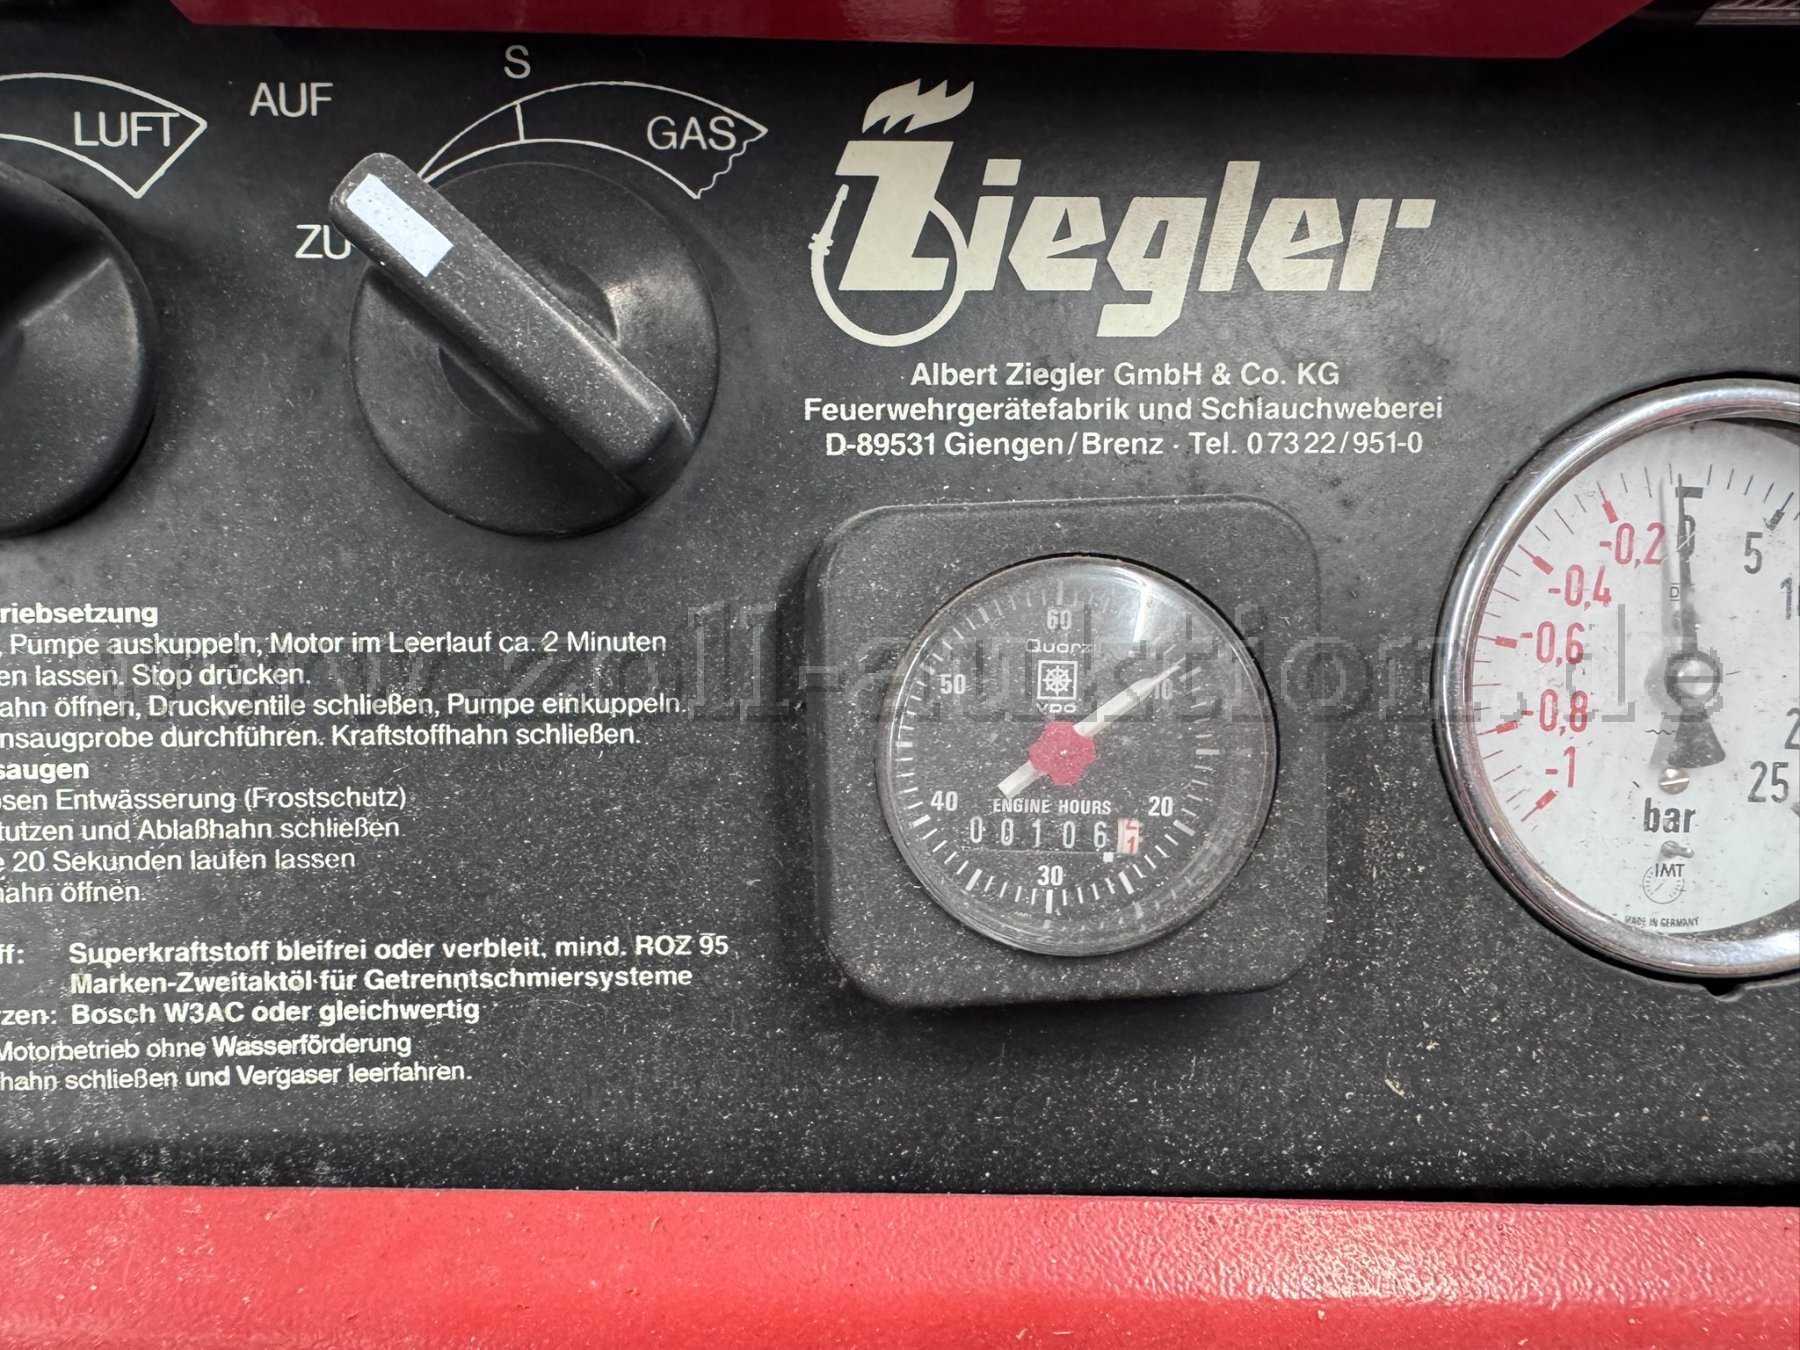 S
AUF
LUFT
GAS
ZU
Ziegler
Albert Ziegler GmbH & Co. KG
Feuerwehrgerätefabrik und Schlauchweberei
D-89531 Giengen/Brenz · Tel. 07322/951-0
riebsetzung
, Pumpe auskuppeln, Motor im Leerlauf ca. 2 Minuten
en lassen. Stop drücken.
ahn öffnen, Druckventile schließen, Pumpe einkuppeln.
nsaugprobe durchführen. Kraftstoffhahn schließen.
saugen
osen Entwässerung (Frostschutz)
tutzen und Ablaßhahn schließen
e 20 Sekunden laufen lassen
hahn öffnen.
ff: Superkraftstoff bleifrei oder verbleit, mind. ROZ 95
Marken-Zweitaktöl für Getrenntschmiersysteme
rzen: Bosch W3AC oder gleichwertig
Motorbetrieb ohne Wasserförderung
hahn schließen und Vergaser leerfahren.
60
Quarz
VDO
50
10
40
20
30
ENGINE HOURS
00106
-0,2
5
-0,4
-0,6
-0,8
-1
25
bar
IMT
MADE IN GERMANY
www.zoll-auktion.de